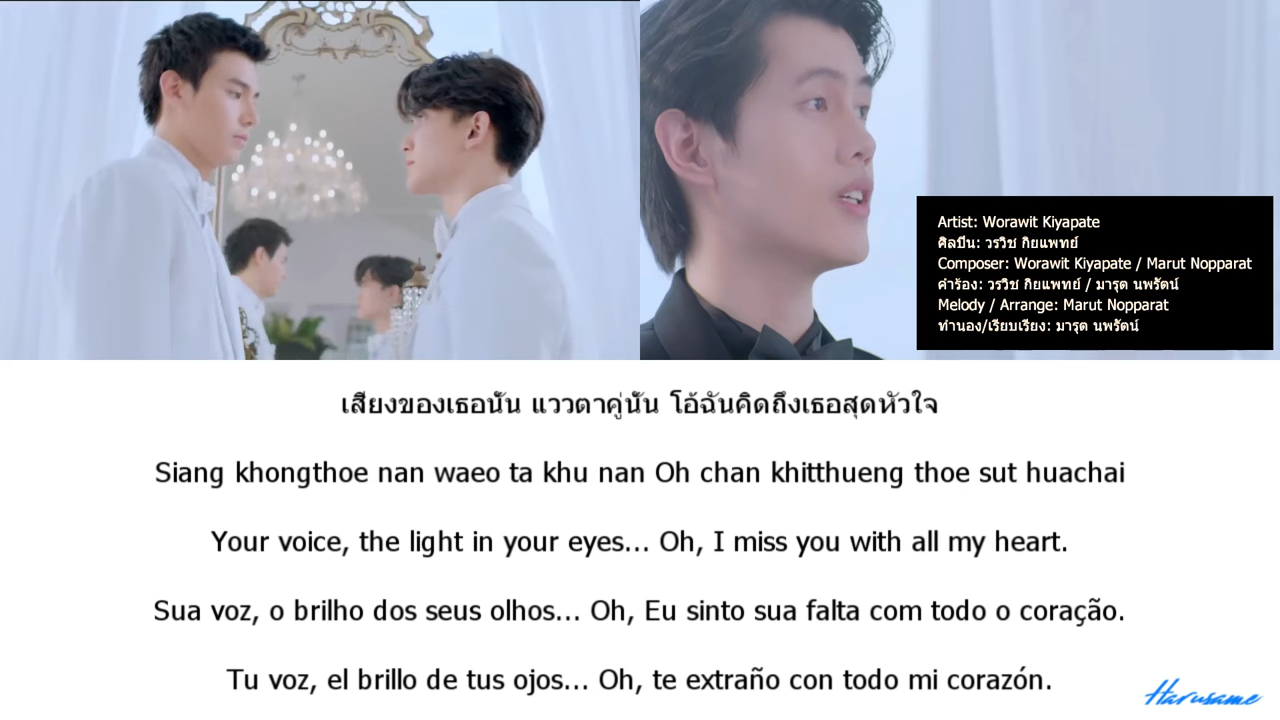 Artist: Worawit Kiyapate
ศิลปิน: วรวิช กิยแพทย์
Composer: Worawit Kiyapate / Marut Nopparat
คำร้อง: วรวิช กิยแพทย์ / มารุต นพรัตน์
Melody / Arrange: Marut Nopparat
ทำนอง/เรียบเรียง: มารุต นพรัตน์
เสียงของเธอนั้น แววตาคู่นั้น โอ้ฉันคิดถึงเธอสุดหัวใจ
Siang khongthoe nan waeo ta khu nan Oh chan khitthueng thoe sut huachai
Your voice, the light in your eyes... Oh, I miss you with all my heart.
Sua voz, o brilho dos seus olhos... Oh, Eu sinto sua falta com todo o coração.
Tu voz, el brillo de tus ojos... Oh, te extraño con todo mi corazón.
Harusame